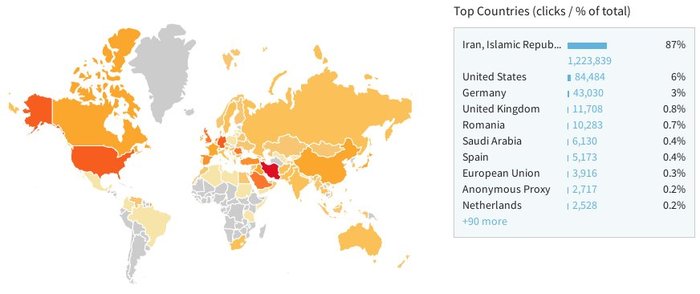 Top Countries (clicks / % of total)
Iran, Islamic Repub... 87%
1,223,839
United States 84,484 6%
Germany 43,030 3%
United Kingdom 11,708 0.8%
Romania 10,283 0.7%
Saudi Arabia 6,130 0.4%
Spain 5,173 0.4%
European Union 3,916 0.3%
Anonymous Proxy 2,717 0.2%
Netherlands 2,528 0.2%
+90 more